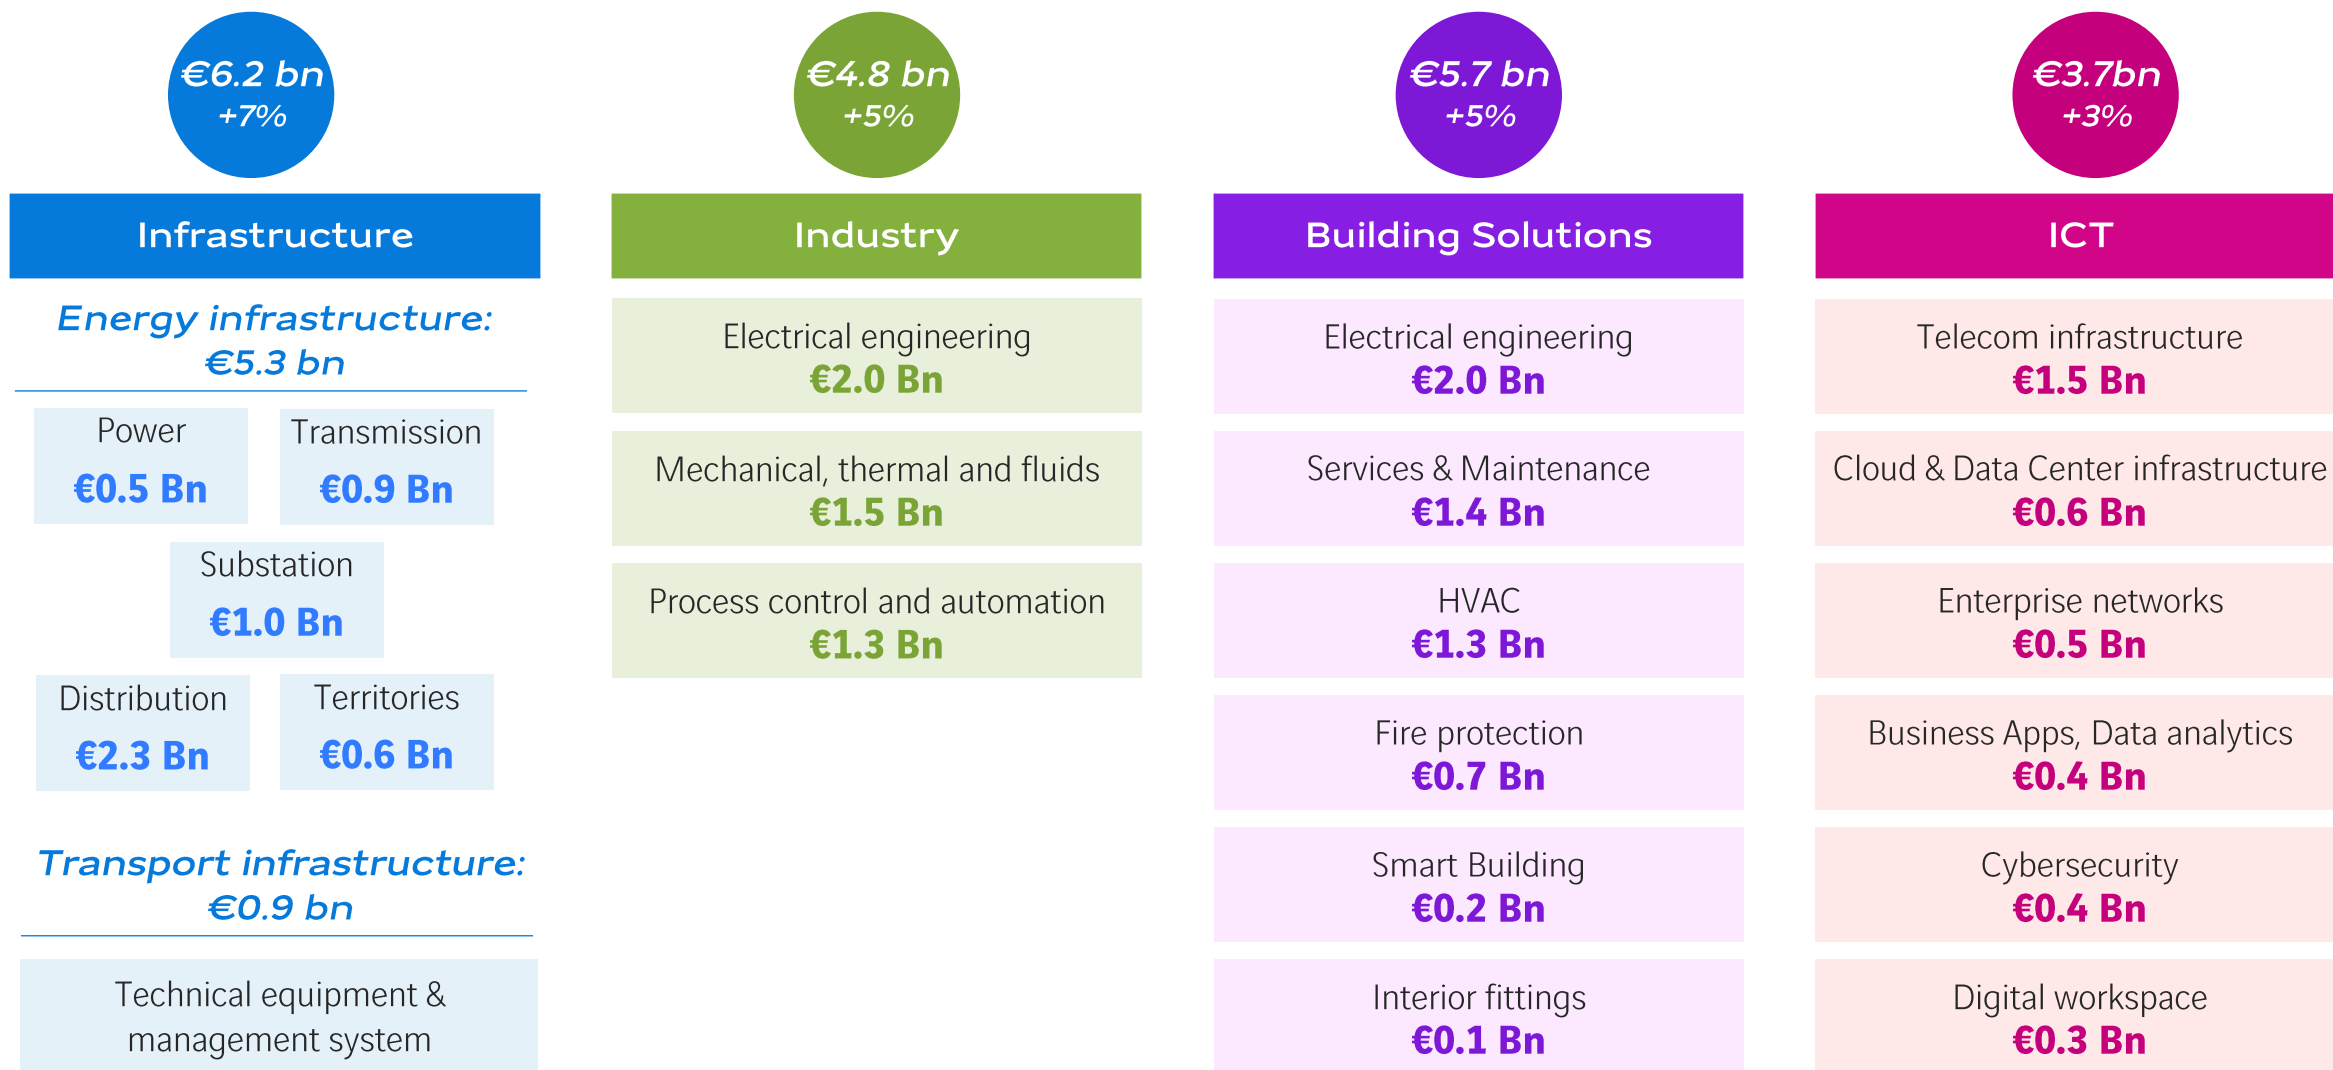 €6.2 bn
+7%
Infrastructure
Energy infrastructure:
€5.3 bn
Power
€0.5 Bn
Transmission
€0.9 Bn
Substation
€1.0 Bn
Distribution
€2.3 Bn
Territories
€0.6 Bn
Transport infrastructure:
€0.9 bn
Technical equipment &
management system
€4.8 bn
+5%
Industry
Electrical engineering
€2.0 Bn
Mechanical, thermal and fluids
€1.5 Bn
Process control and automation
€1.3 Bn
€5.7 bn
+5%
Building Solutions
Electrical engineering
€2.0 Bn
Services & Maintenance
€1.4 Bn
HVAC
€1.3 Bn
Fire protection
€0.7 Bn
Smart Building
€0.2 Bn
Interior fittings
€0.1 Bn
€3.7bn
+3%
ICT
Telecom infrastructure
€1.5 Bn
Cloud & Data Center infrastructure
€0.6 Bn
Enterprise networks
€0.5 Bn
Business Apps, Data analytics
€0.4 Bn
Cybersecurity
€0.4 Bn
Digital workspace
€0.3 Bn